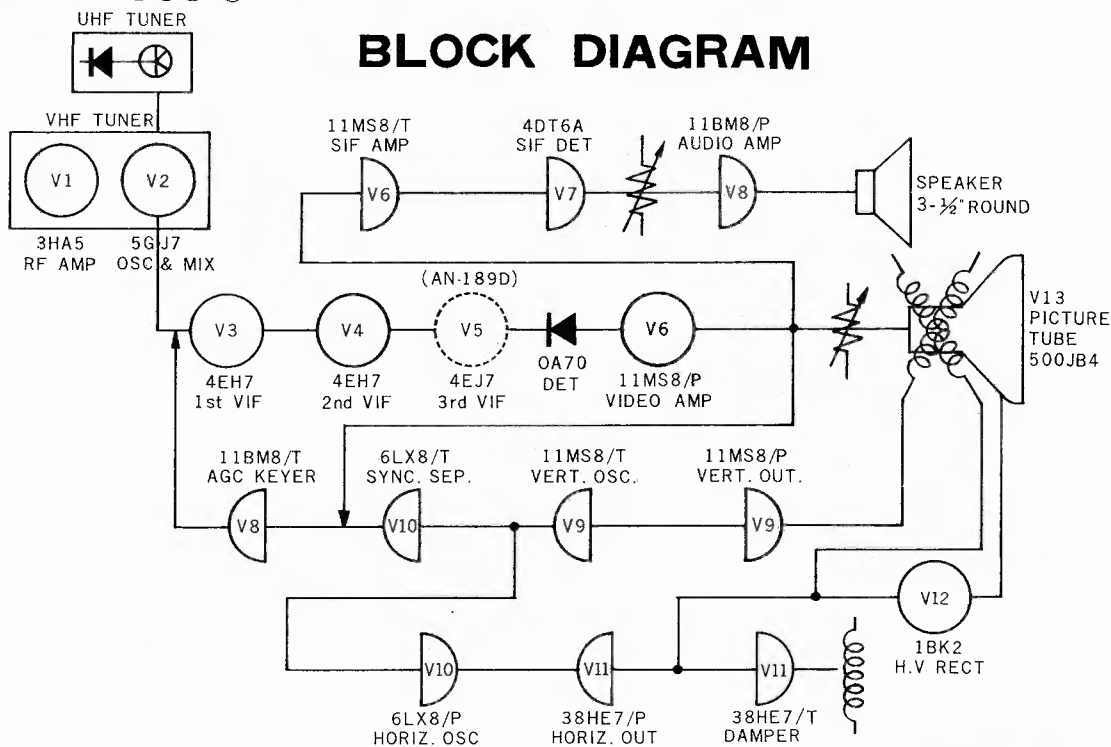 UHF TUNER
BLOCK DIAGRAM
VHF TUNER
V1
V2
3HA5
RF AMP
5GJ7
OSC & MIX
11MS8/T
SIF AMP
V6
4DT6A
SIF DET
V7
11BM8/P
AUDIO AMP
V8
SPEAKER
3-½" ROUND
(AN-189D)
V3
4EH7
1st VIF
V4
4EH7
2nd VIF
V5
4EJ7
3rd VIF
OA70
DET
V6
11MS8/P
VIDEO AMP
V13
PICTURE
TUBE
500JB4
11BM8/T
AGC KEYER
V8
6LX8/T
SYNC. SEP.
V10
11MS8/T
VERT. OSC.
V9
11MS8/P
VERT. OUT.
V9
V12
1BK2
H.V RECT
V10
6LX8/P
HORIZ. OSC
V11
38HE7/P
HORIZ. OUT
V11
38HE7/T
DAMPER